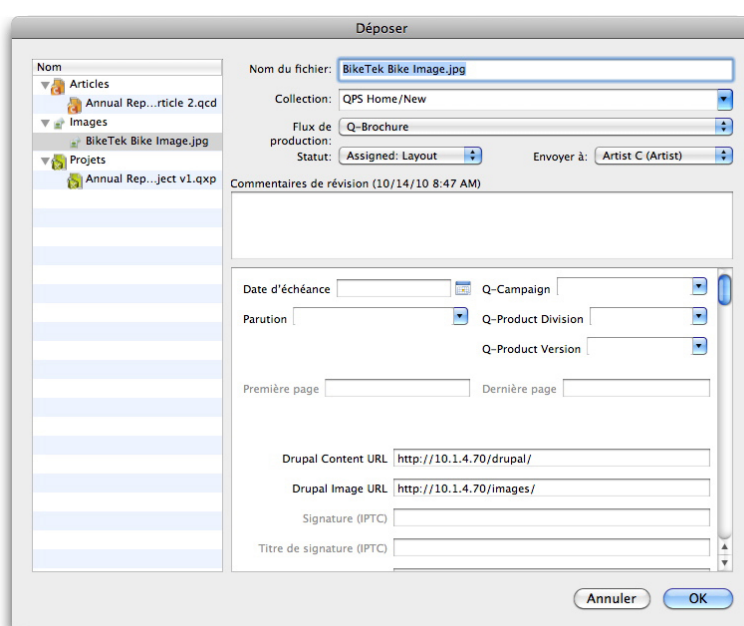 Déposer
Nom
Articles
Annual Rep...rticle 2.qcd
Images
BikeTek Bike Image.jpg
Projets
Annual Rep...ject v1.qxp
Nom du fichier: BikeTek Bike Image.jpg
Collection: QPS Home/New
Flux de production: Q-Brochure
Statut: Assigned: Layout Envoyer à: Artist C (Artist)
Commentaires de révision (10/14/10 8:47 AM)
Date d'échéance Q-Campaign
Parution Q-Product Division
Q-Product Version
Première page Dernière page
Drupal Content URL http://10.1.4.70/drupal/
Drupal Image URL http://10.1.4.70/images/
Signature (IPTC)
Titre de signature (IPTC)
Annuler OK